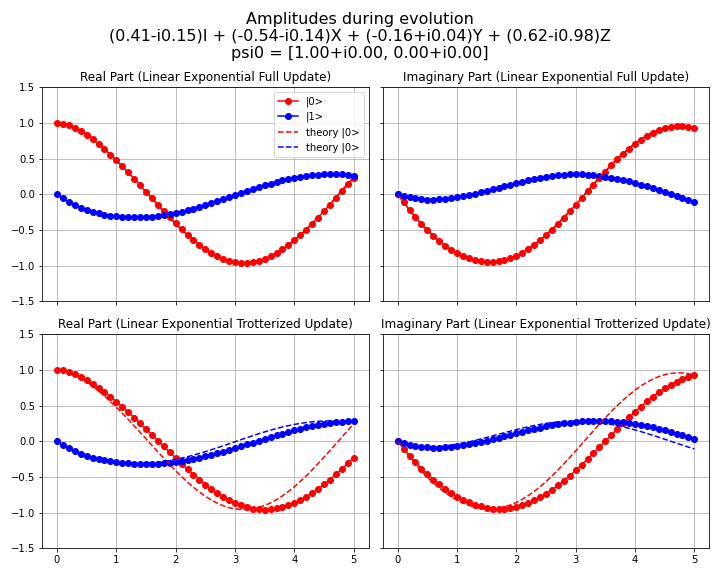 Amplitudes during evolution
(0.41-i0.15)I + (-0.54-i0.14)X + (-0.16+i0.04)Y + (0.62-i0.98)Z
psi0 = [1.00+i0.00, 0.00+i0.00]
Real Part (Linear Exponential Full Update)
Imaginary Part (Linear Exponential Full Update)
1.5
1.0
0.5
0.0
−0.5
−1.0
−1.5
|0>
|1>
theory |0>
theory |0>
Real Part (Linear Exponential Trotterized Update)
Imaginary Part (Linear Exponential Trotterized Update)
1.5
1.0
0.5
0.0
−0.5
−1.0
−1.5
0 1 2 3 4 5
0 1 2 3 4 5